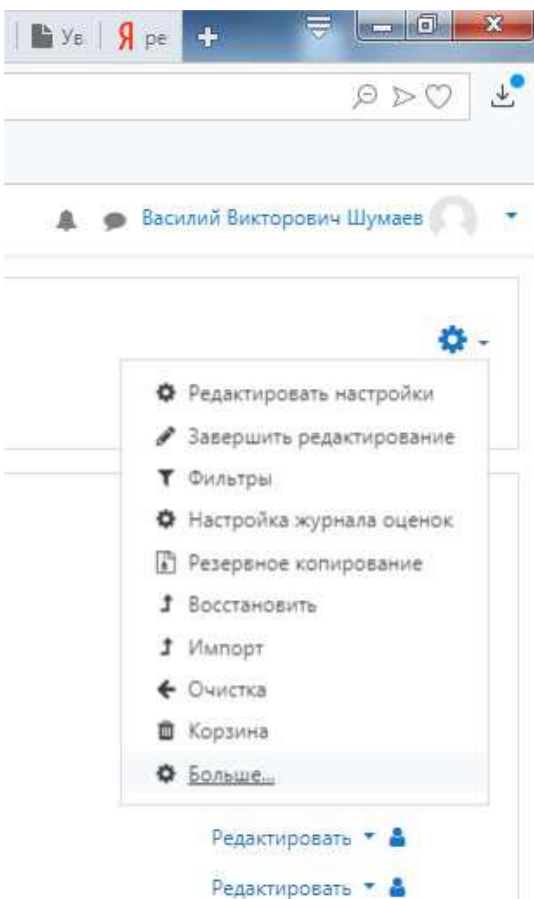 Ув Я ре
Василий Викторович Шумаев
Редактировать настройки
Завершить редактирование
Фильтры
Настройка журнала оценок
Резервное копирование
Восстановить
Импорт
Очистка
Корзина
Больше...
Редактировать
Редактировать